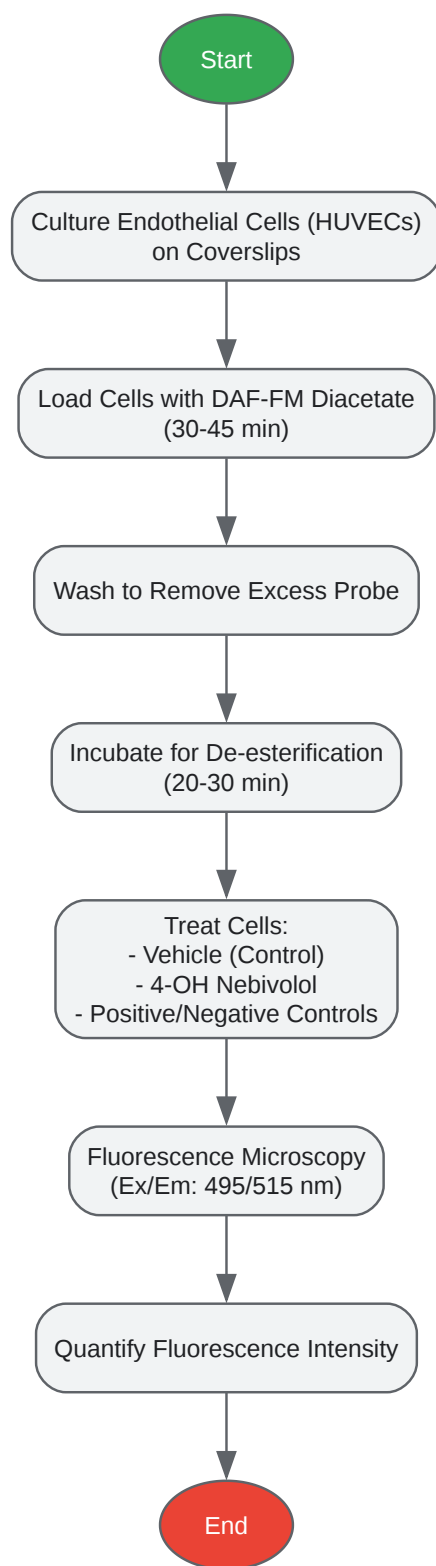 Start
Culture Endothelial Cells (HUVECs)
on Coverslips
Load Cells with DAF-FM Diacetate
(30-45 min)
Wash to Remove Excess Probe
Incubate for De-esterification
(20-30 min)
Treat Cells:
- Vehicle (Control)
- 4-OH Nebivolol
- Positive/Negative Controls
Fluorescence Microscopy
(Ex/Em: 495/515 nm)
Quantify Fluorescence Intensity
End